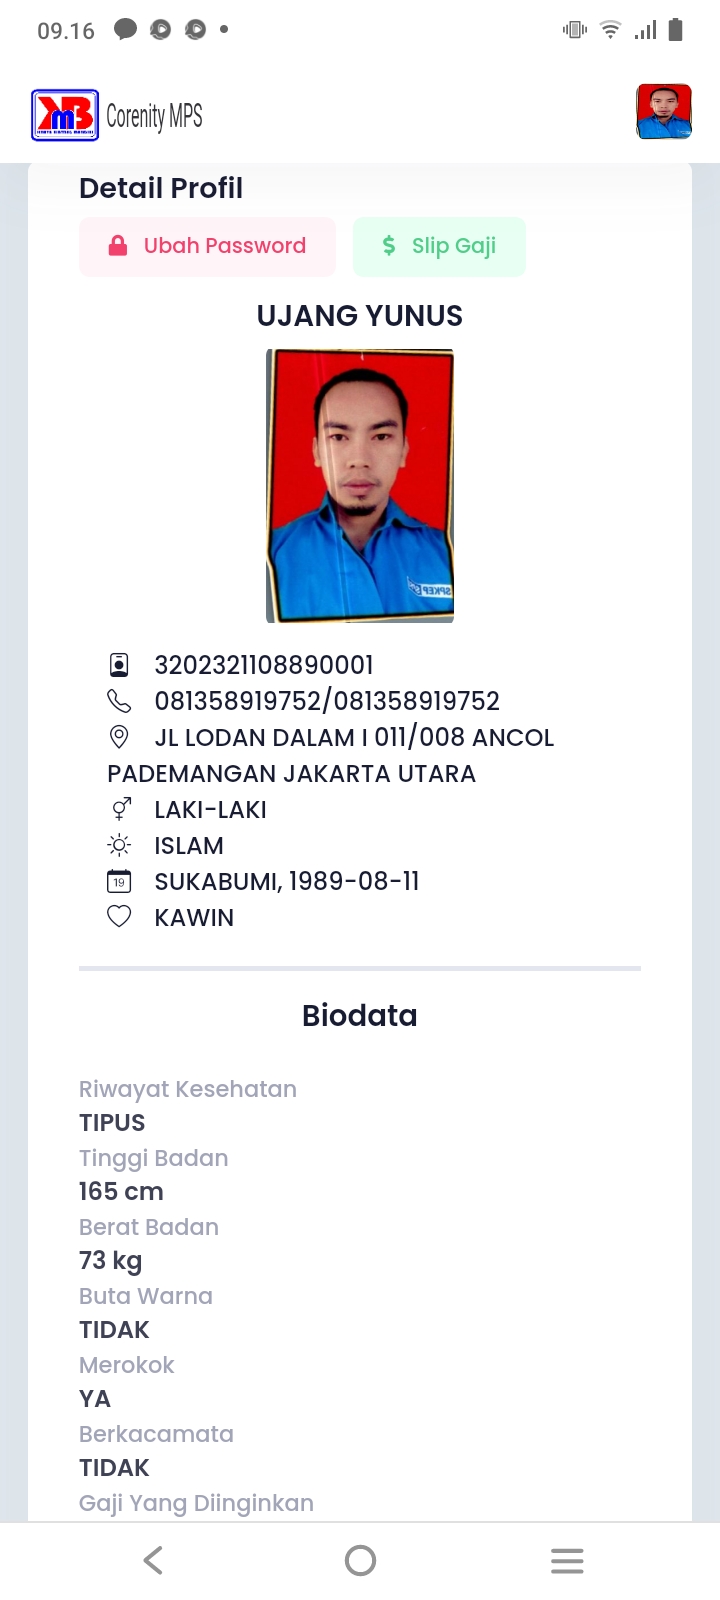 09.16
KMB
Corenity MPS
Detail Profil
Ubah Password
Slip Gaji
UJANG YUNUS
SPKEP
3202321108890001
081358919752/081358919752
JL LODAN DALAM I 011/008 ANCOL
PADEMANGAN JAKARTA UTARA
LAKI-LAKI
ISLAM
19
SUKABUMI, 1989-08-11
KAWIN
Biodata
Riwayat Kesehatan
TIPUS
Tinggi Badan
165 cm
Berat Badan
73 kg
Buta Warna
TIDAK
Merokok
YA
Berkacamata
TIDAK
Gaji Yang Diinginkan